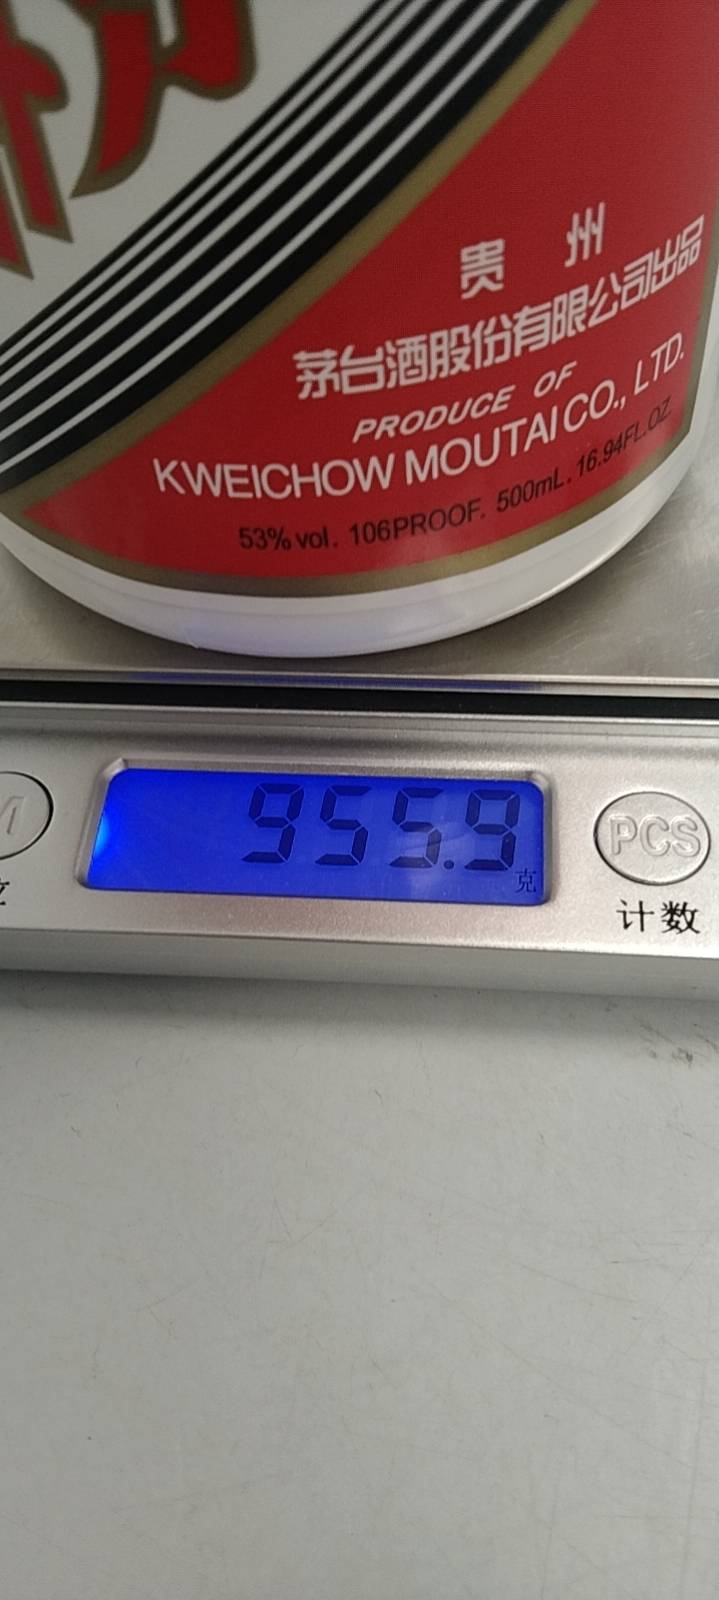 贵 州
茅台酒股份有限公司出品
PRODUCE OF
KWEICHOW MOUTAI CO., LTD.
53% vol. 106PROOF. 500mL. 16.94FL.OZ.
955.9
克
PCS
计数